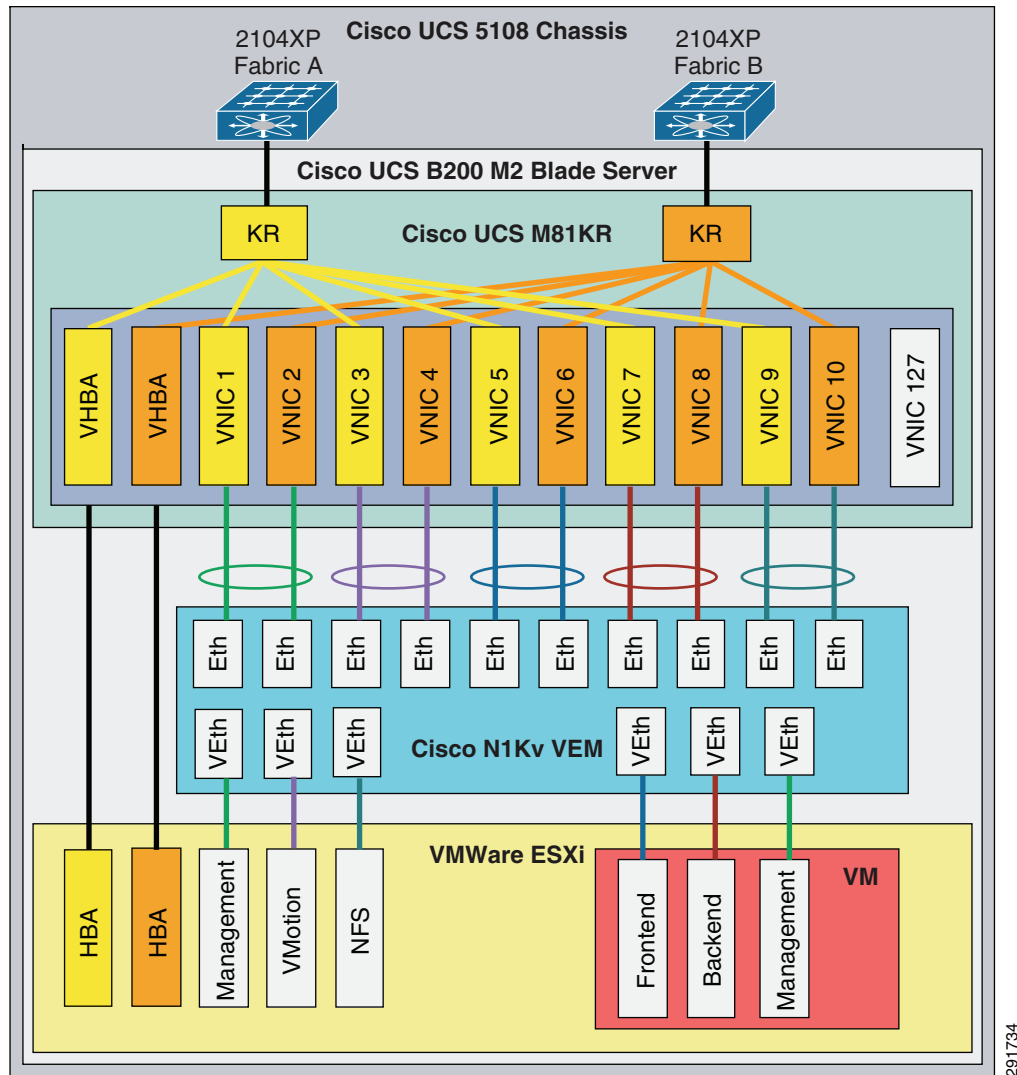 Cisco UCS 5108 Chassis
2104XP
Fabric A
2104XP
Fabric B
Cisco UCS B200 M2 Blade Server
KR
Cisco UCS M81KR
KR
VHBA
VHBA
VNIC 1
VNIC 2
VNIC 3
VNIC 4
VNIC 5
VNIC 6
VNIC 7
VNIC 8
VNIC 9
VNIC 10
VNIC 127
Eth
Eth
Eth
Eth
Eth
Eth
Eth
Eth
Eth
Eth
VEth
VEth
VEth
Cisco N1Kv VEM
VEth
VEth
VEth
VMWare ESXi
VM
HBA
HBA
Management
VMotion
NFS
Frontend
Backend
Management
291734